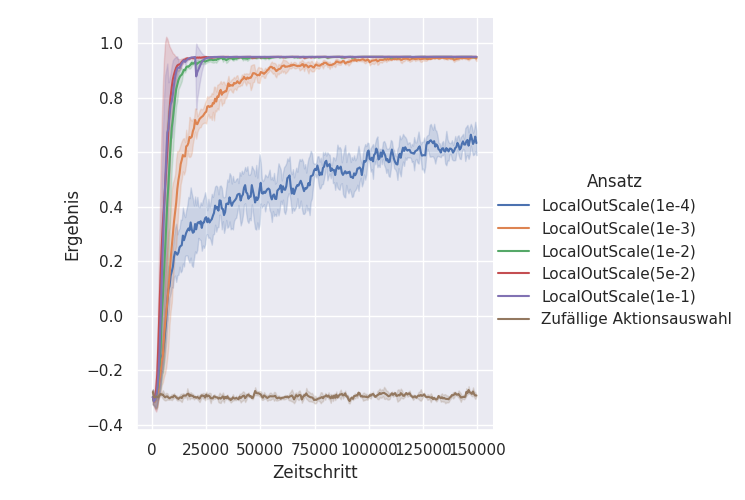 1.0
0.8
0.6
0.4
0.2
0.0
−0.2
−0.4
Ergebnis
0 25000 50000 75000 100000 125000 150000
Zeitschritt
Ansatz
LocalOutScale(1e-4)
LocalOutScale(1e-3)
LocalOutScale(1e-2)
LocalOutScale(5e-2)
LocalOutScale(1e-1)
Zufällige Aktionsauswahl